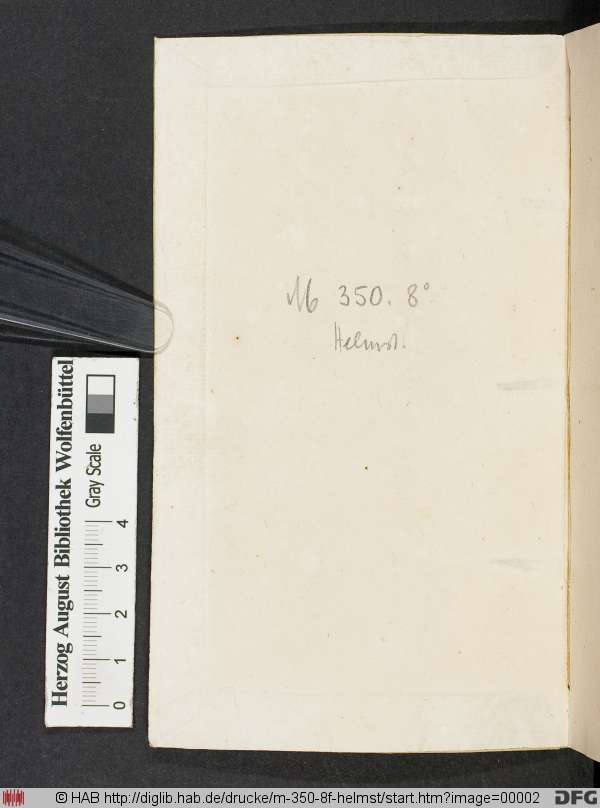 M 350. 8°
Helmst.
Herzog August Bibliothek Wolfenbüttel
Gray Scale
0 1 2 3 4
© HAB http://diglib.hab.de/drucke/m-350-8f-helmst/start.htm?image=00002
DFG